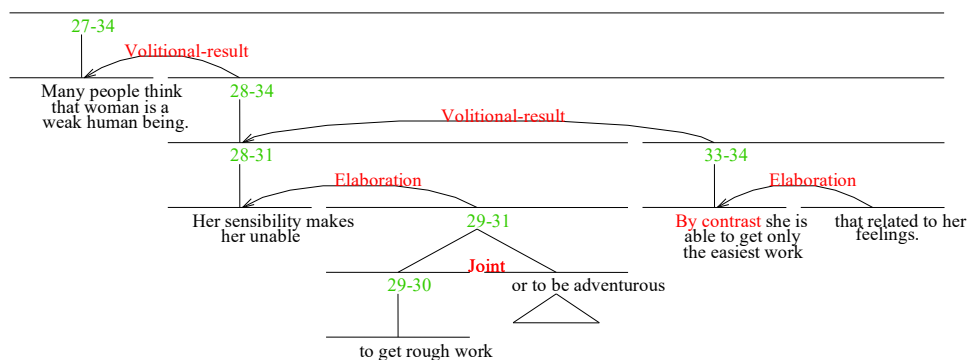 27-34
Volitional-result
Many people think
that woman is a
weak human being.
28-34
Volitional-result
28-31
33-34
Elaboration
Elaboration
Her sensibility makes
her unable
29-31
By contrast she is
able to get only
the easiest work
that related to her
feelings.
Joint
29-30
or to be adventurous
to get rough work